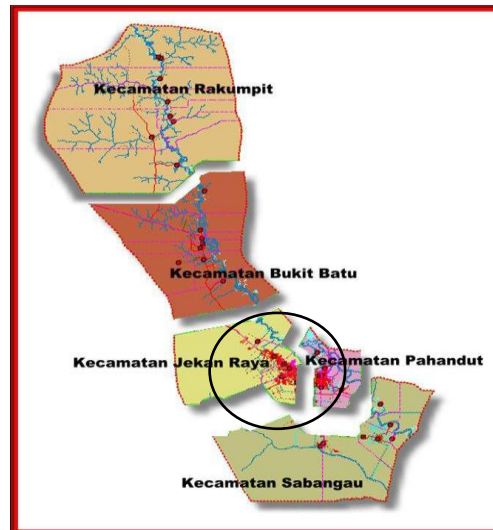 Kecamatan Rakumpit
Kecamatan Bukit Batu
Kecamatan Jekan Raya
Kecamatan Pahandut
Kecamatan Sabangau